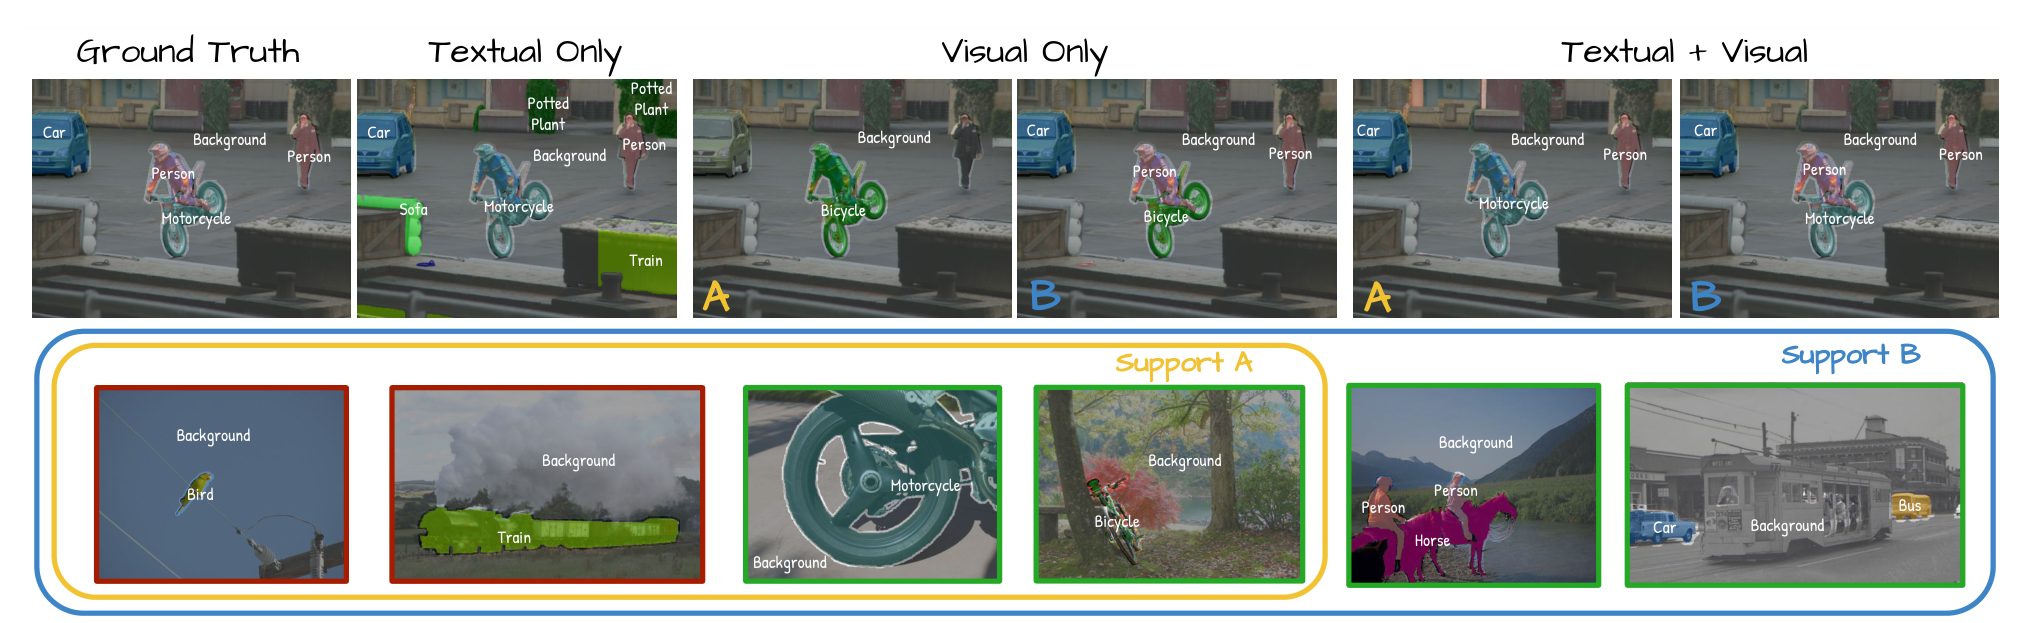 Ground Truth
Textual Only
Visual Only
Textual + Visual
Car
Background
Person
Person
Motorcycle
Car
Potted
Plant
Potted
Plant
Person
Background
Sofa
Motorcycle
Train
Background
Bicycle
A
Car
Background
Person
Person
Bicycle
B
Car
Background
Person
Motorcycle
A
Car
Background
Person
Person
Motorcycle
B
Support A
Support B
Background
Bird
Background
Train
Motorcycle
Background
Background
Bicycle
Background
Person
Person
Horse
Car
Background
Bus